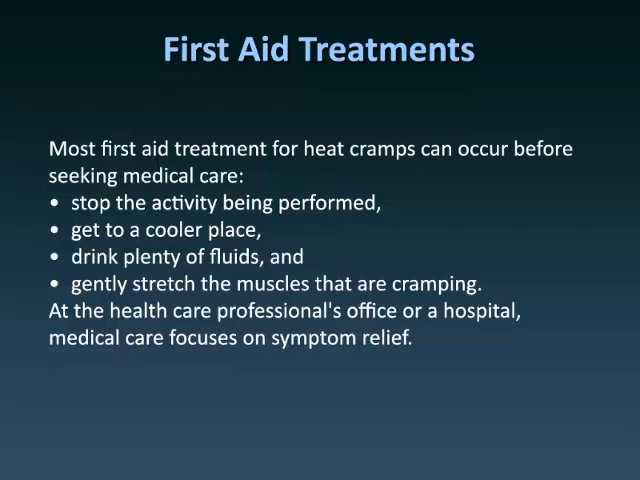 First Aid Treatments
Most first aid treatment for heat cramps can occur before
seeking medical care:
• stop the activity being performed,
• get to a cooler place,
• drink plenty of fluids, and
• gently stretch the muscles that are cramping.
At the health care professional's office or a hospital,
medical care focuses on symptom relief.